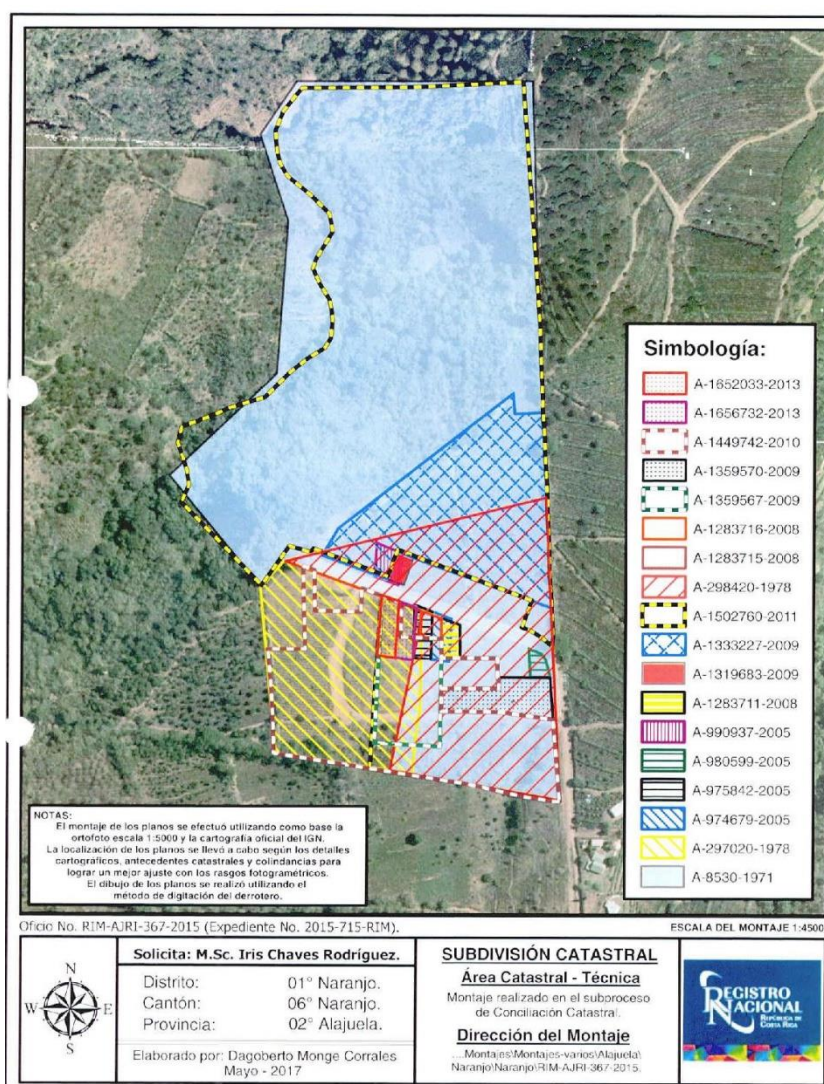 Simbología:
A-1652033-2013
A-1656732-2013
A-1449742-2010
A-1359570-2009
A-1359567-2009
A-1283716-2008
A-1283715-2008
A-298420-1978
A-1502760-2011
A-1333227-2009
A-1319683-2009
A-1283711-2008
A-990937-2005
A-980599-2005
A-975842-2005
A-974679-2005
A-297020-1978
A-8530-1971
NOTAS:
El montaje de los planos se efectuó utilizando como base la
ortofoto escala 1:5000 y la cartografía oficial del IGN.
La localización de los planos se llevó a cabo según los detalles
cartográficos, antecedentes catastrales y colindancias para
lograr un mejor ajuste con los rasgos fotogramétricos.
El dibujo de los planos se realizó utilizando el
método de digitación del derrotero.
Oficio No. RIM-AJRI-367-2015 (Expediente No. 2015-715-RIM).
ESCALA DEL MONTAJE 1:4500
N
W E
S
Solicita: M.Sc. Iris Chaves Rodríguez.
Distrito: 01° Naranjo.
Cantón: 06° Naranjo.
Provincia: 02° Alajuela.
Elaborado por: Dagoberto Monge Corrales
Mayo - 2017
SUBDIVISIÓN CATASTRAL
Área Catastral - Técnica
Montaje realizado en el subproceso
de Conciliación Catastral.
Dirección del Montaje
....Montajes\Montajes-varios\Alajuela\
Naranjo\Naranjo\RIM-AJRI-367-2015.
REGISTRO
NACIONAL
REPÚBLICA DE
COSTA RICA